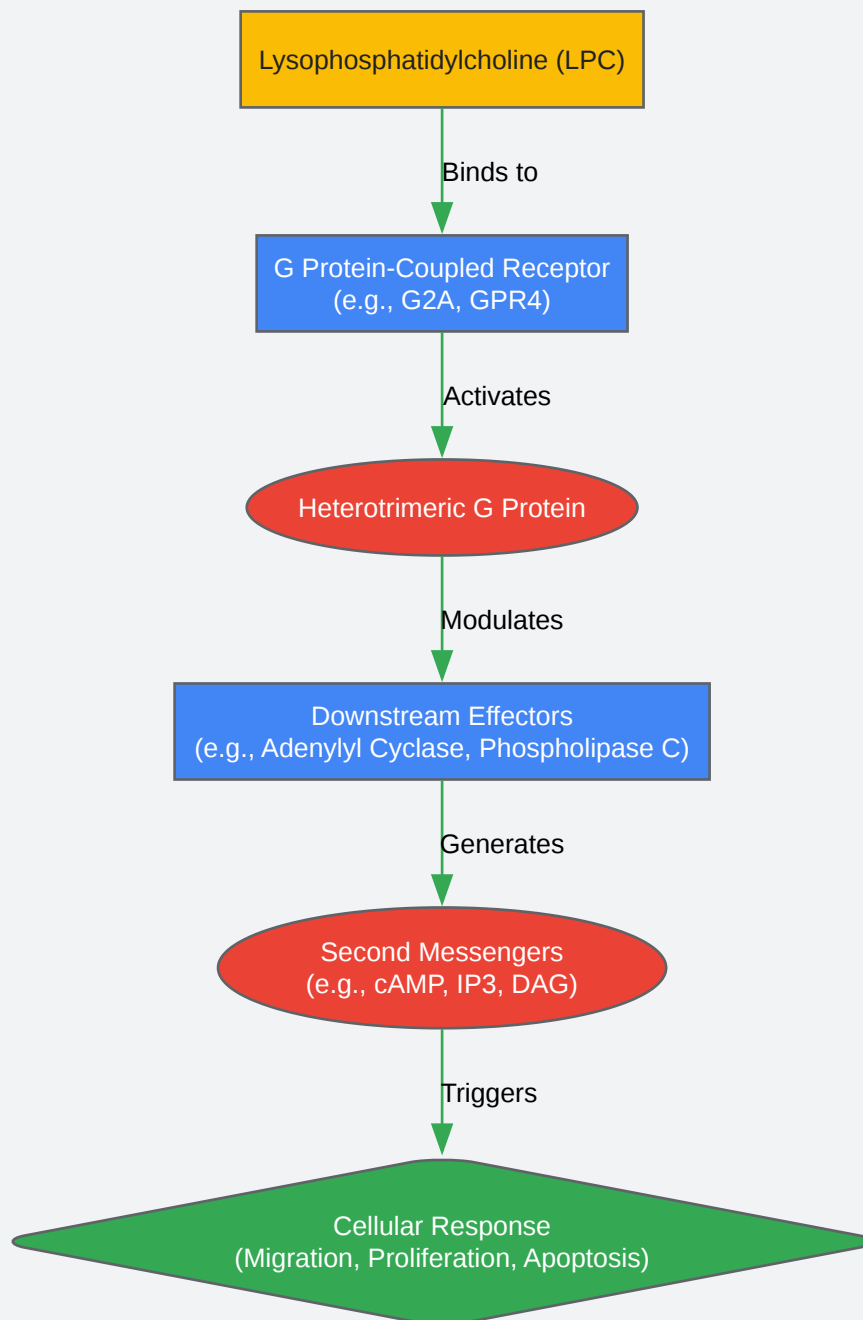 Lysophosphatidylcholine (LPC)
Binds to
G Protein-Coupled Receptor
(e.g., G2A, GPR4)
Activates
Heterotrimeric G Protein
Modulates
Downstream Effectors
(e.g., Adenylyl Cyclase, Phospholipase C)
Generates
Second Messengers
(e.g., cAMP, IP3, DAG)
Triggers
Cellular Response
(Migration, Proliferation, Apoptosis)